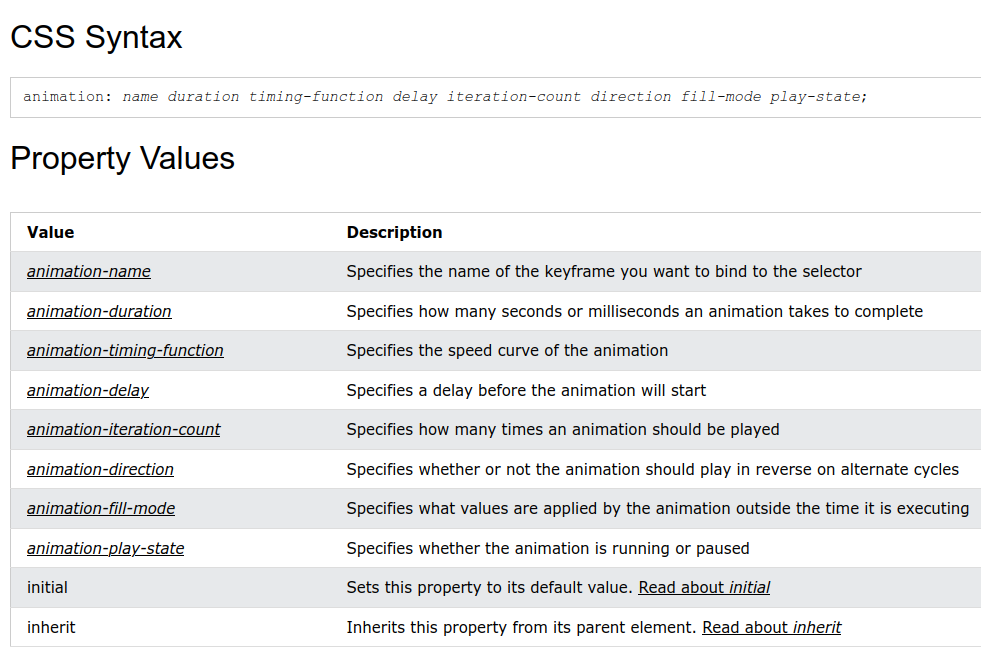 CSS Syntax
animation: name duration timing-function delay iteration-count direction fill-mode play-state;
Property Values
Value Description
animation-name Specifies the name of the keyframe you want to bind to the selector
animation-duration Specifies how many seconds or milliseconds an animation takes to complete
animation-timing-function Specifies the speed curve of the animation
animation-delay Specifies a delay before the animation will start
animation-iteration-count Specifies how many times an animation should be played
animation-direction Specifies whether or not the animation should play in reverse on alternate cycles
animation-fill-mode Specifies what values are applied by the animation outside the time it is executing
animation-play-state Specifies whether the animation is running or paused
initial Sets this property to its default value. Read about initial
inherit Inherits this property from its parent element. Read about inherit